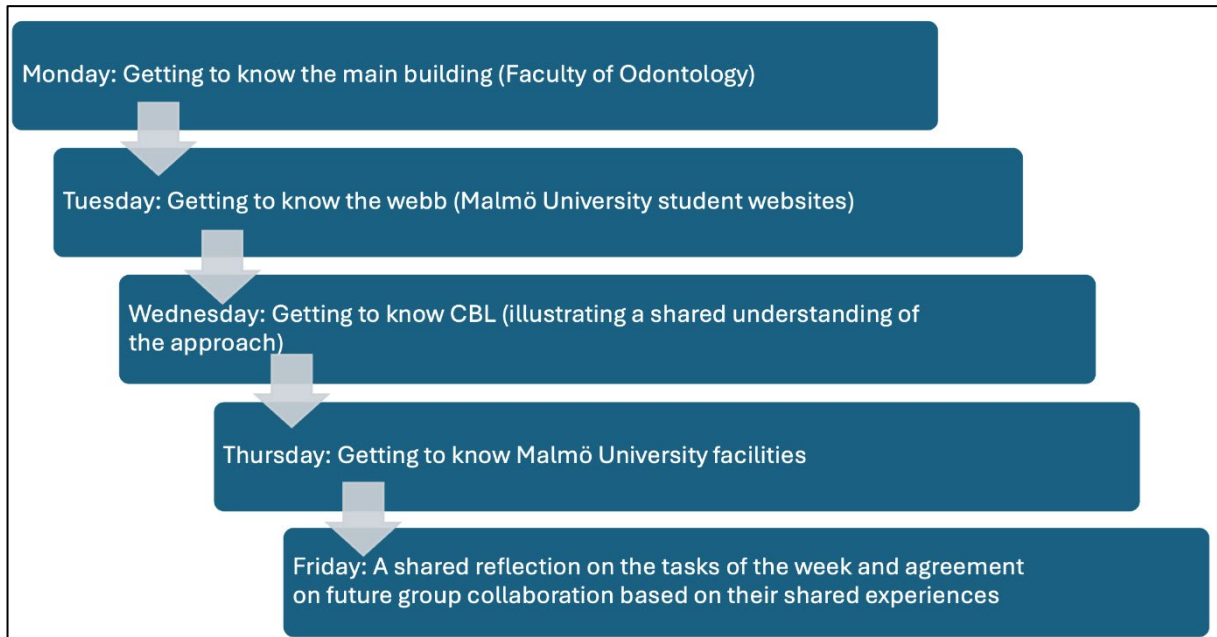 Monday: Getting to know the main building (Faculty of Odontology)
Tuesday: Getting to know the webb (Malmö University student websites)
Wednesday: Getting to know CBL (illustrating a shared understanding of
the approach)
Thursday: Getting to know Malmö University facilities
Friday: A shared reflection on the tasks of the week and agreement
on future group collaboration based on their shared experiences